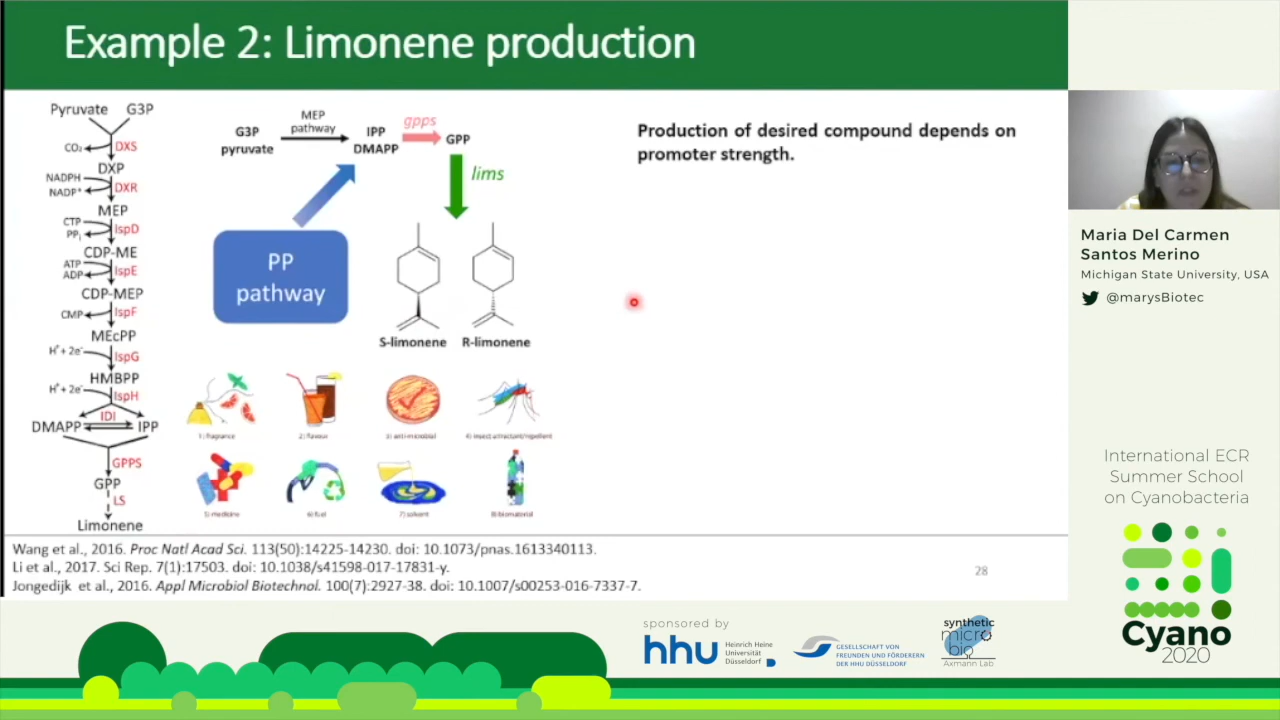 Example 2: Limonene production
Pyruvate G3P
CO₂ DXS
DXP
NADPH
NADP⁺ DXR
MEP
CTP
PPᵢ IspD
CDP-ME
ATP
ADP IspE
CDP-MEP
CMP IspF
MEcPP
H⁺ + 2e⁻ IspG
HMBPP
H⁺ + 2e⁻ IspH
IDI
DMAPP IPP
GPPS
GPP
LS
Limonene
G3P
pyruvate
MEP
pathway
IPP
DMAPP
gpps
GPP
lims
PP
pathway
S-limonene R-limonene
1) fragrance 2) flavour 3) anti-microbial 4) insect attractant/repellent
5) medicine 6) fuel 7) solvent 8) biomaterial
Production of desired compound depends on
promoter strength.
Wang et al., 2016. Proc Natl Acad Sci. 113(50):14225-14230. doi: 10.1073/pnas.1613340113.
Li et al., 2017. Sci Rep. 7(1):17503. doi: 10.1038/s41598-017-17831-y.
Jongedijk et al., 2016. Appl Microbiol Biotechnol. 100(7):2927-38. doi: 10.1007/s00253-016-7337-7.
28
Maria Del Carmen
Santos Merino
Michigan State University, USA
@marysBiotec
International ECR
Summer School
on Cyanobacteria
Cyano
2020
sponsored by
hhu Heinrich Heine
Universität
Düsseldorf
GESELLSCHAFT VON
FREUNDEN UND FÖRDERERN
DER HHU DÜSSELDORF
synthetic
micro
bio
Axmann Lab